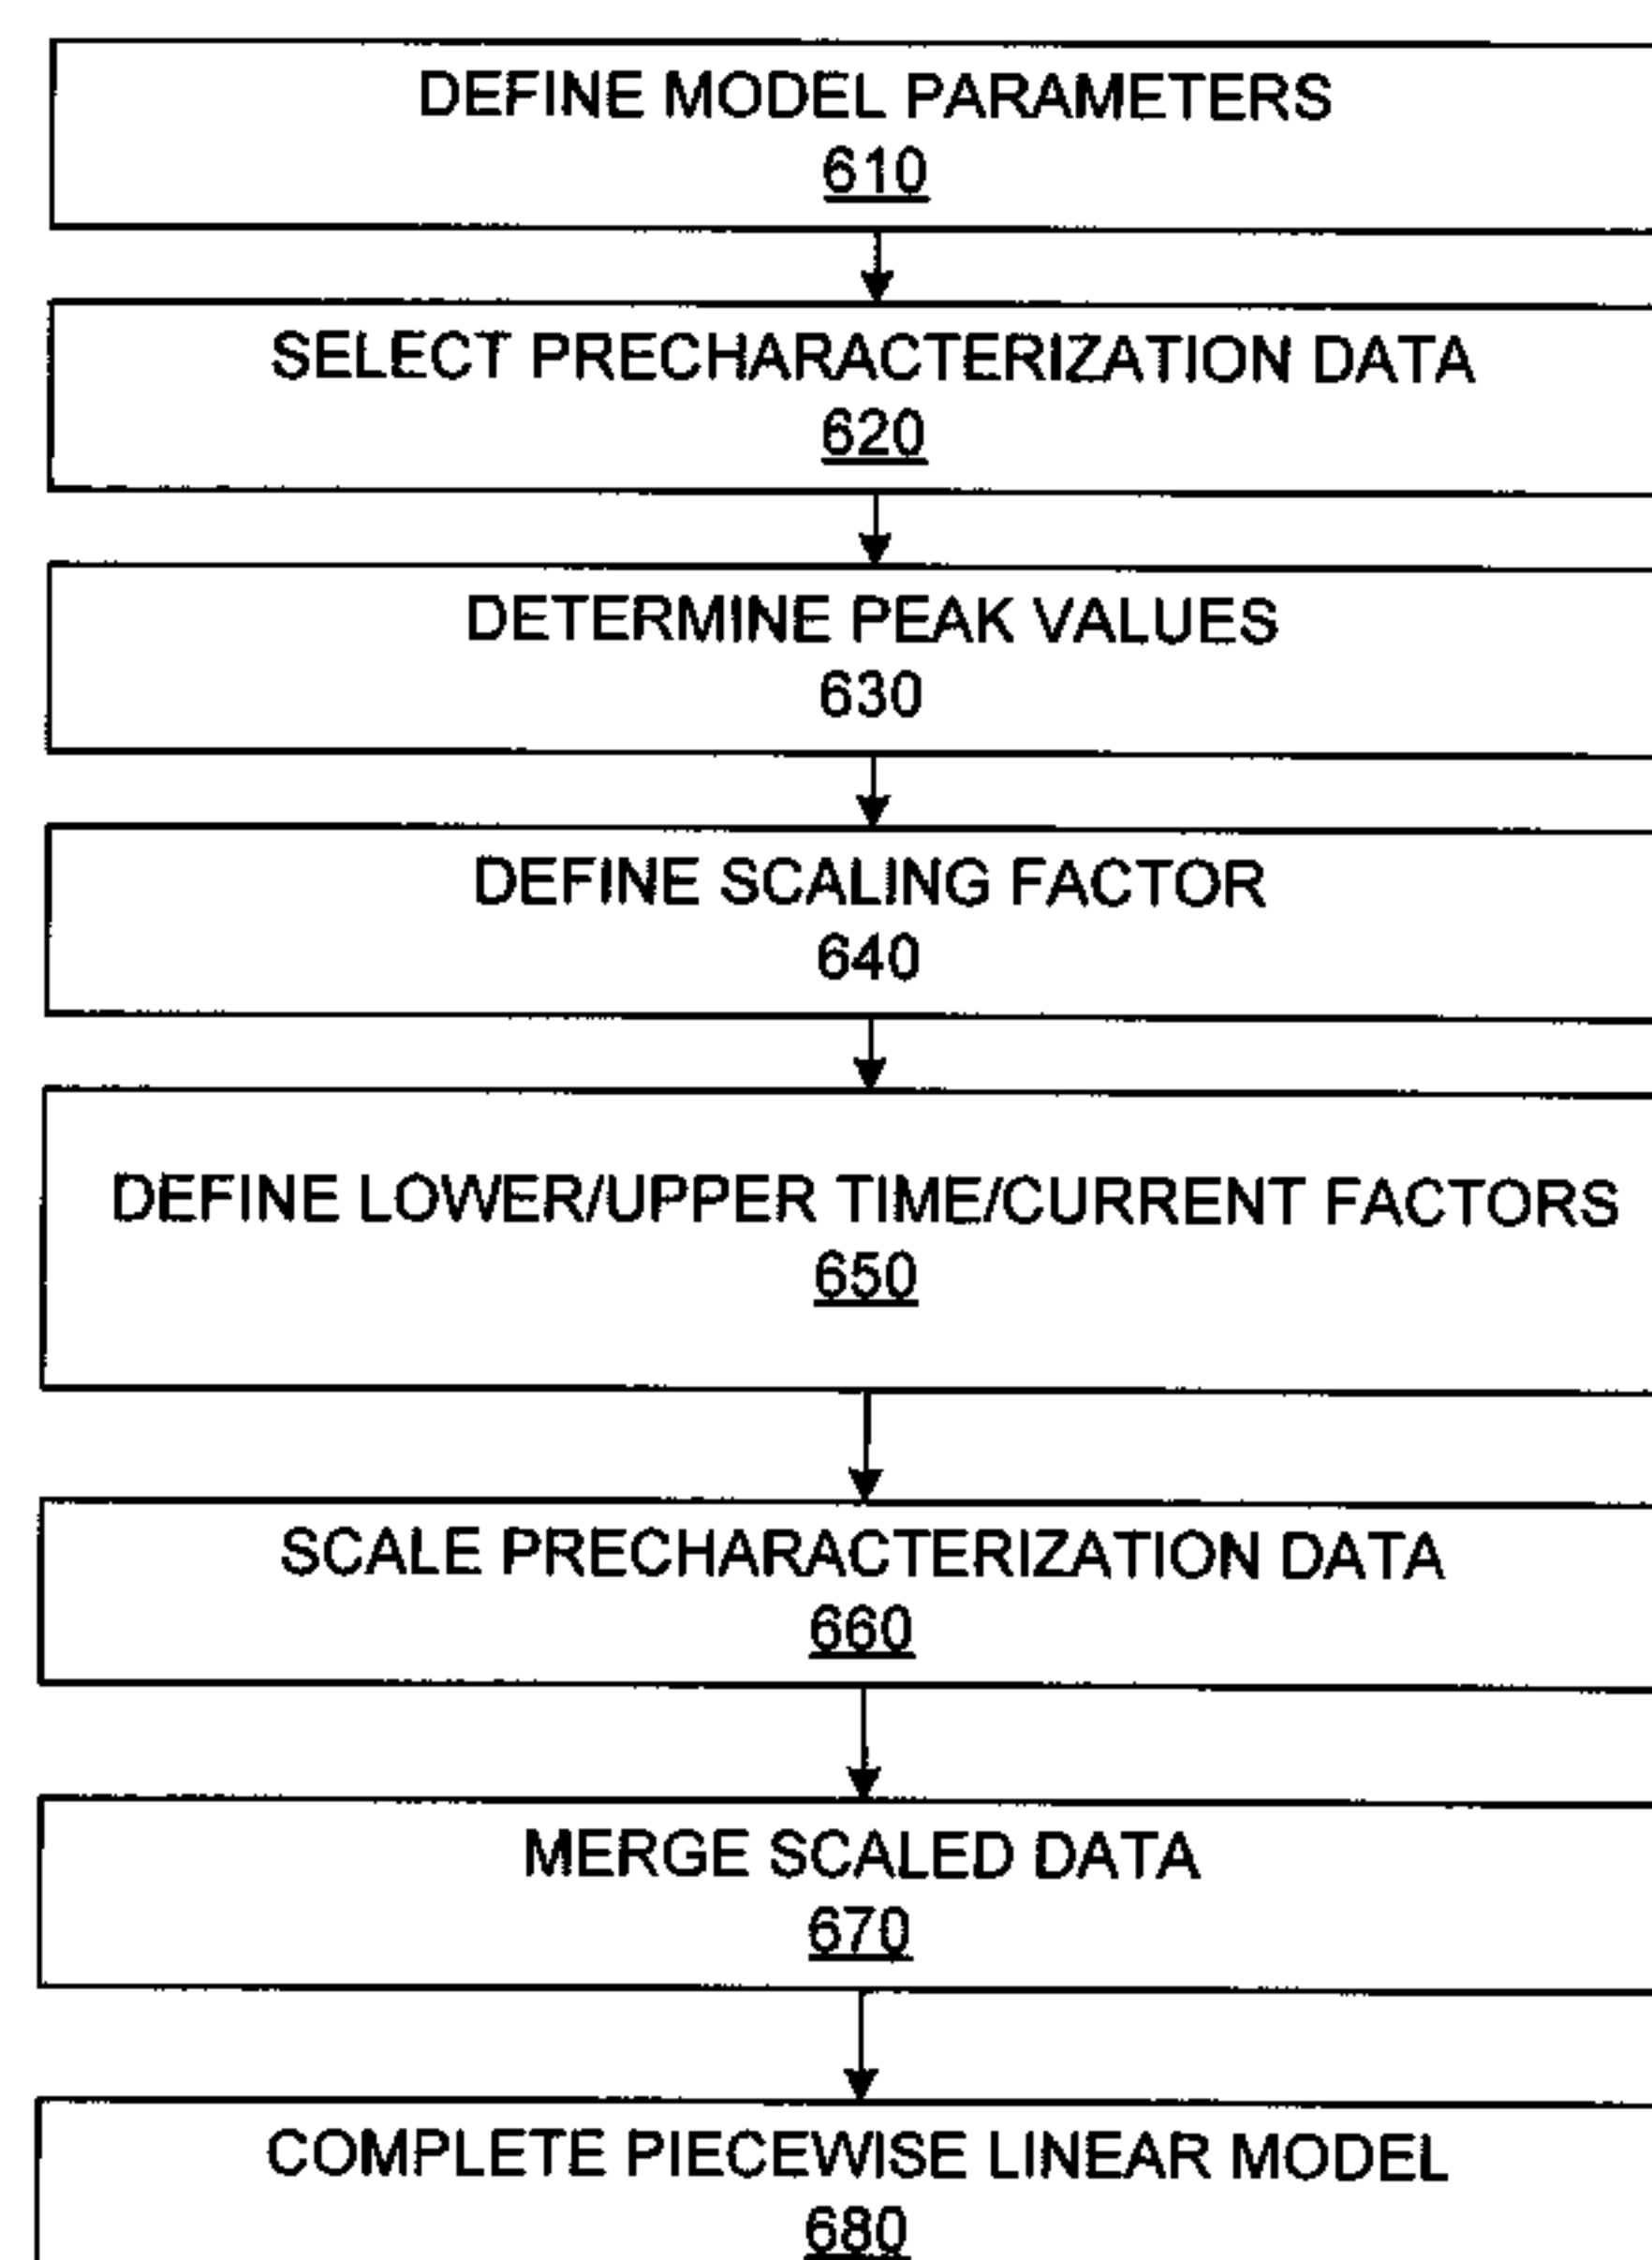 DEFINE MODEL PARAMETERS
610
SELECT PRECHARACTERIZATION DATA
620
DETERMINE PEAK VALUES
630
DEFINE SCALING FACTOR
640
DEFINE LOWER/UPPER TIME/CURRENT FACTORS
650
SCALE PRECHARACTERIZATION DATA
660
MERGE SCALED DATA
670
COMPLETE PIECEWISE LINEAR MODEL
680